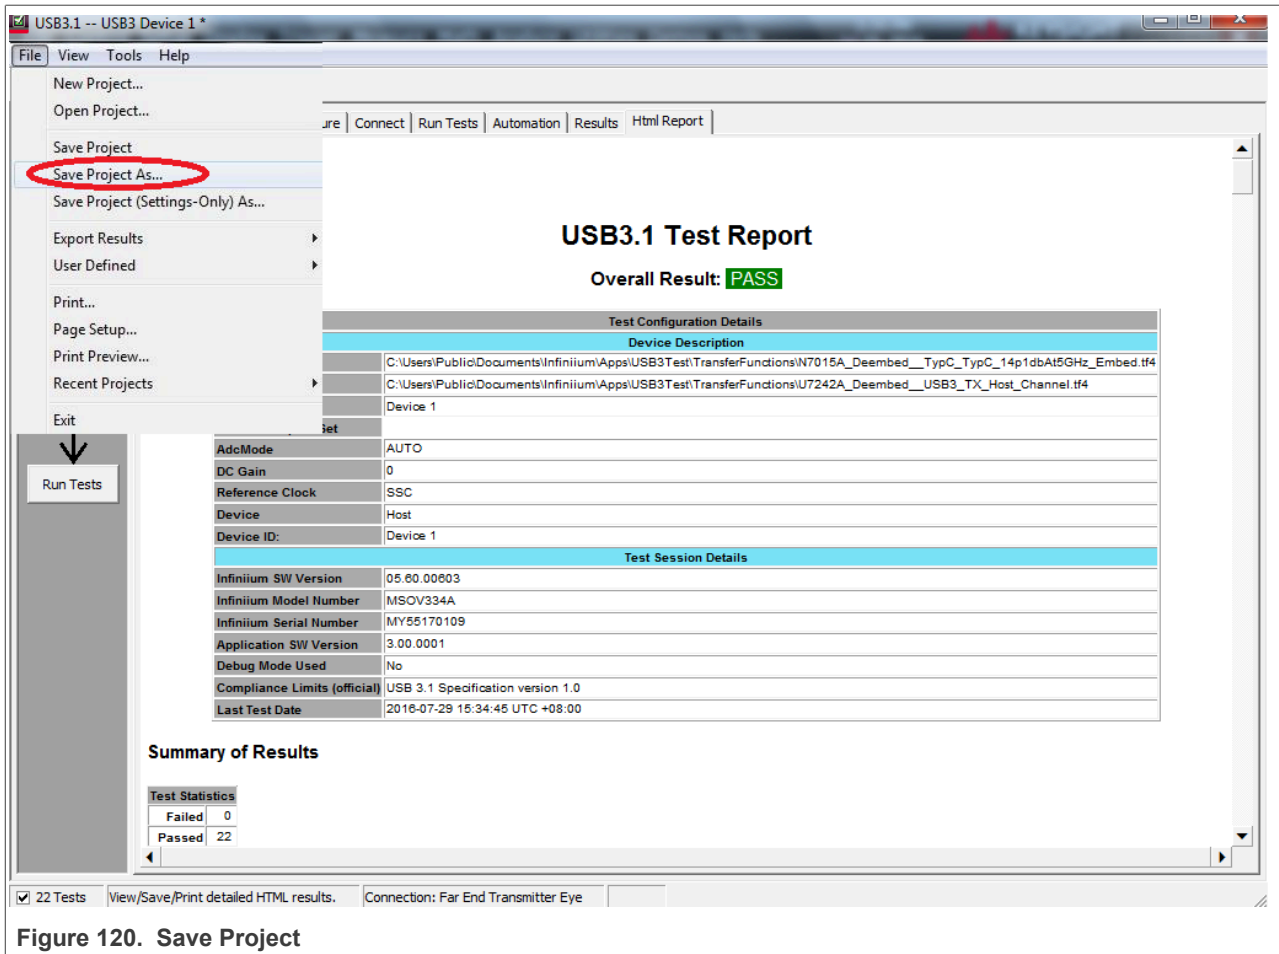 USB3.1 -- USB3 Device 1 *
File View Tools Help
New Project...
Open Project...
Save Project
Save Project As...
Save Project (Settings-Only) As...
Export Results
User Defined
Print...
Page Setup...
Print Preview...
Recent Projects
Exit
ure Connect Run Tests Automation Results Html Report
USB3.1 Test Report
Overall Result: PASS
Test Configuration Details
Device Description
C:\Users\Public\Documents\Infiniium\Apps\USB3Test\TransferFunctions\N7015A_Deembed__TypC_TypC_14p1dbAt5GHz_Embed.tf4
C:\Users\Public\Documents\Infiniium\Apps\USB3Test\TransferFunctions\U7242A_Deembed__USB3_TX_Host_Channel.tf4
Device 1
Set
AdcMode AUTO
DC Gain 0
Reference Clock SSC
Device Host
Device ID: Device 1
Test Session Details
Infiniium SW Version 05.60.00603
Infiniium Model Number MSOV334A
Infiniium Serial Number MY55170109
Application SW Version 3.00.0001
Debug Mode Used No
Compliance Limits (official) USB 3.1 Specification version 1.0
Last Test Date 2016-07-29 15:34:45 UTC +08:00
Run Tests
Summary of Results
Test Statistics
Failed 0
Passed 22
22 Tests View/Save/Print detailed HTML results. Connection: Far End Transmitter Eye
Figure 120. Save Project